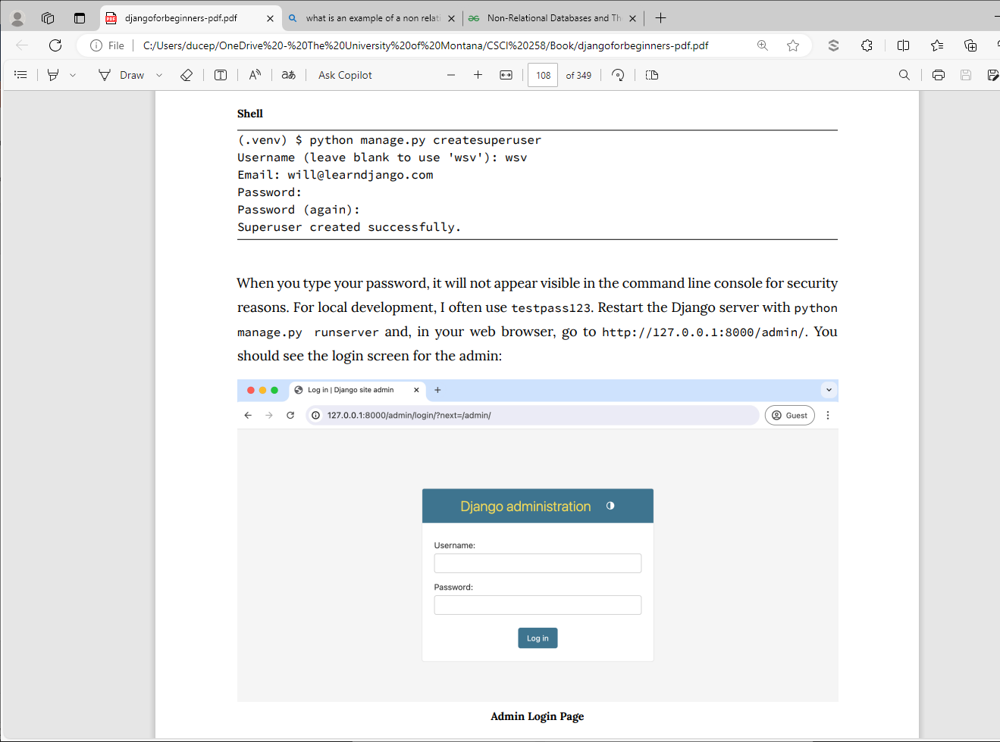 djangoforbeginners-pdf.pdf
what is an example of a non relati
Non-Relational Databases and Th
File
C:/Users/ducep/OneDrive%20-%20The%20University%20of%20Montana/CSCI%20258/Book/djangoforbeginners-pdf.pdf
Draw
Ask Copilot
108 of 349
Shell
(.venv) $ python manage.py createsuperuser
Username (leave blank to use 'wsv'): wsv
Email: will@learndjango.com
Password:
Password (again):
Superuser created successfully.
When you type your password, it will not appear visible in the command line console for security
reasons. For local development, I often use testpass123. Restart the Django server with python
manage.py runserver and, in your web browser, go to http://127.0.0.1:8000/admin/. You
should see the login screen for the admin:
Log in | Django site admin
127.0.0.1:8000/admin/login/?next=/admin/
Guest
Django administration
Username:
Password:
Log in
Admin Login Page